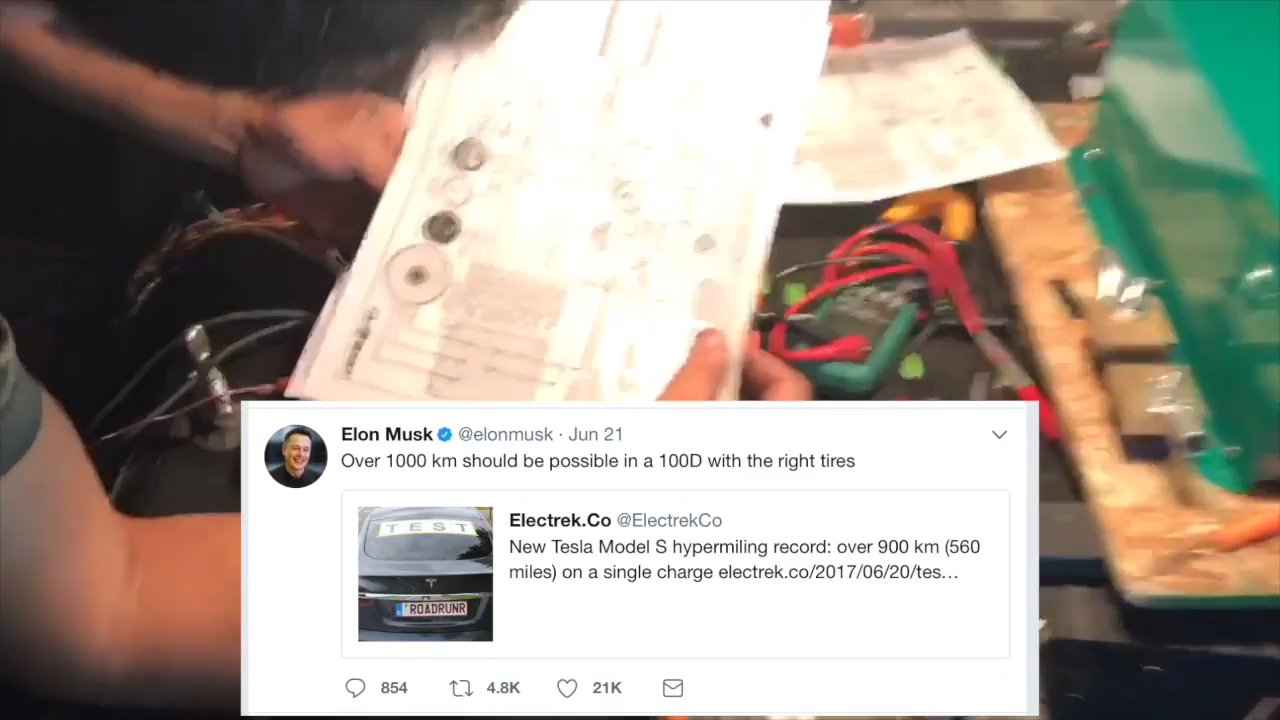 Elon Musk @elonmusk · Jun 21
Over 1000 km should be possible in a 100D with the right tires
TEST
ROADRUNR
Electrek.Co @ElectrekCo
New Tesla Model S hypermiling record: over 900 km (560
miles) on a single charge electrek.co/2017/06/20/tes…
854 4.8K 21K